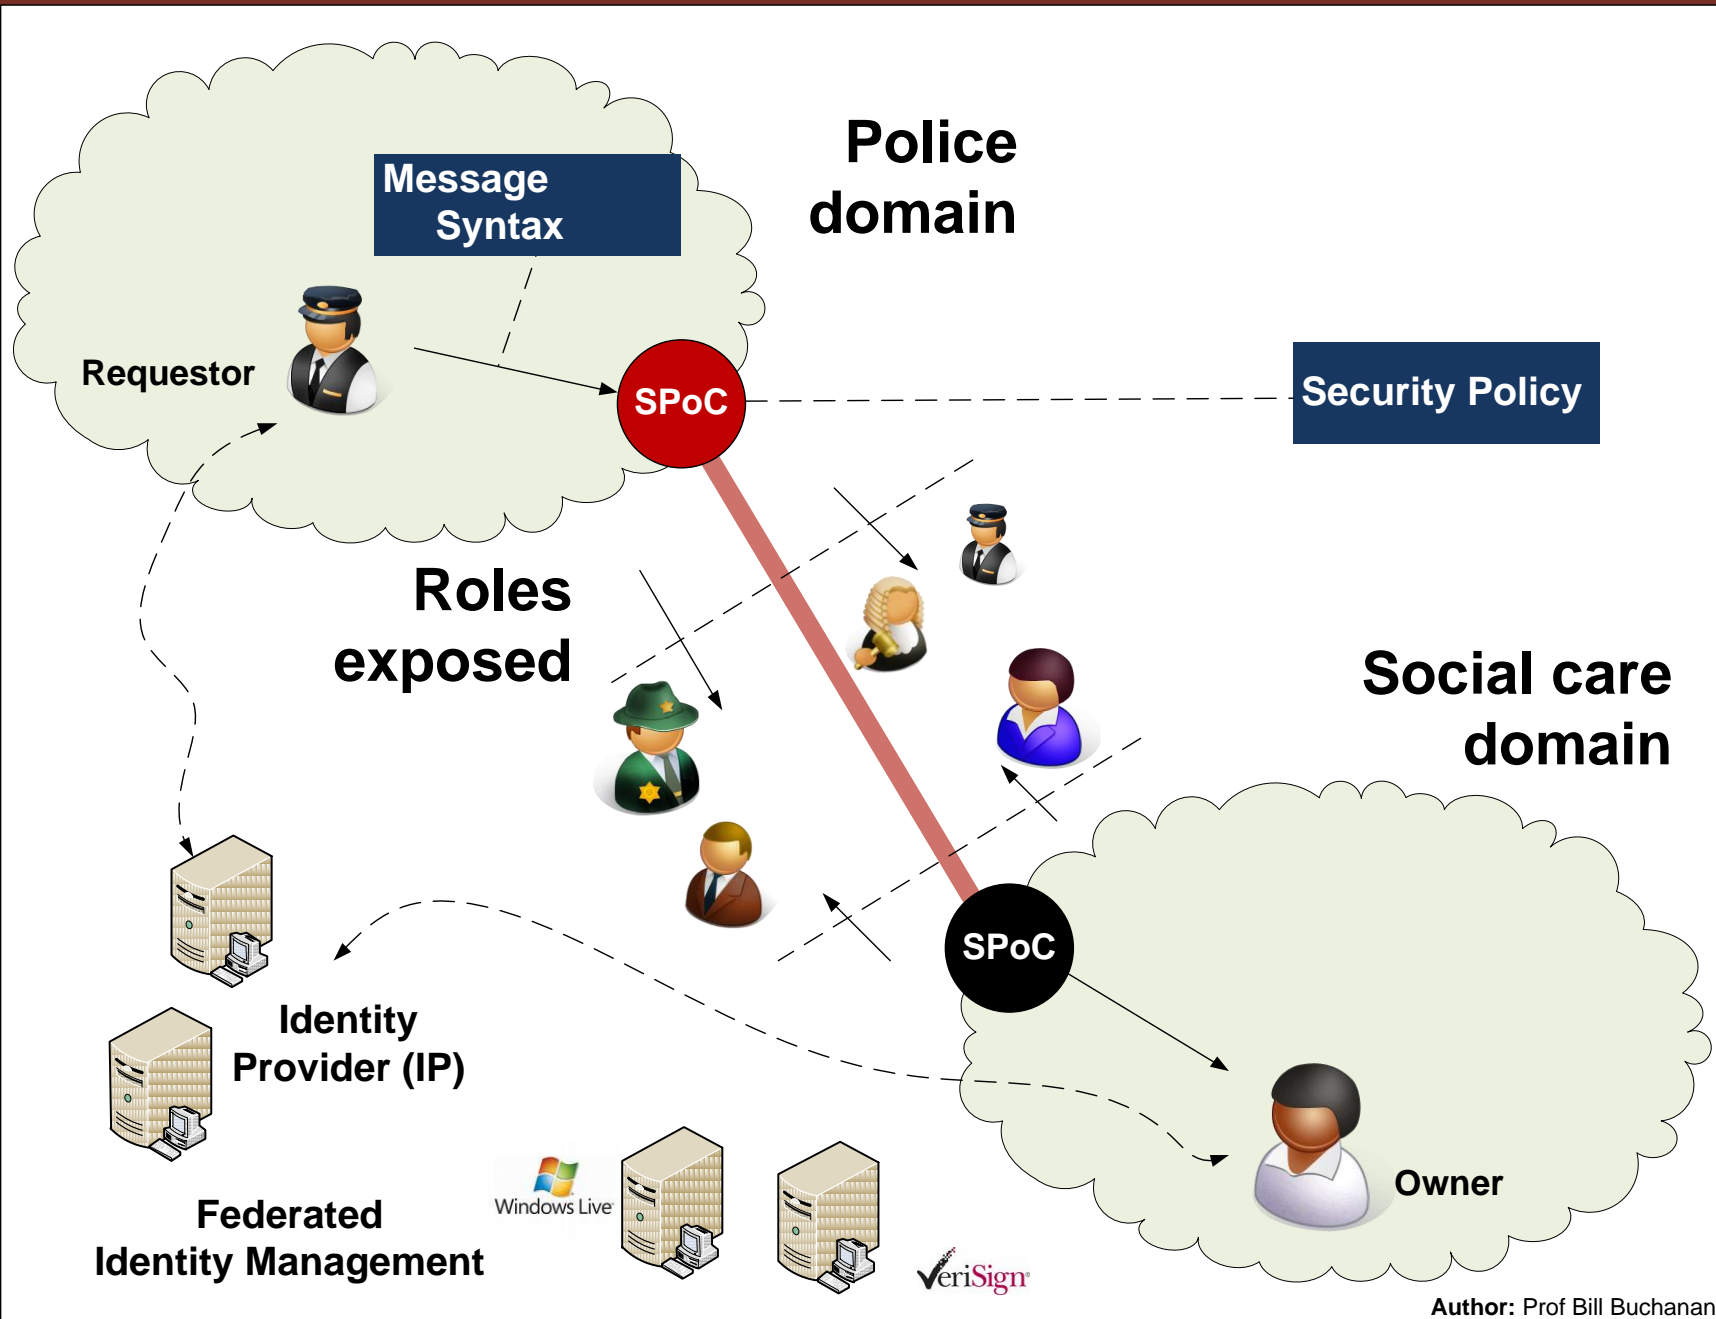 Police
domain
Message
Syntax
Requestor
SPoC
Security Policy
Roles
exposed
Social care
domain
SPoC
Identity
Provider (IP)
Owner
Windows Live
Federated
Identity Management
VeriSign®
Author: Prof Bill Buchanan